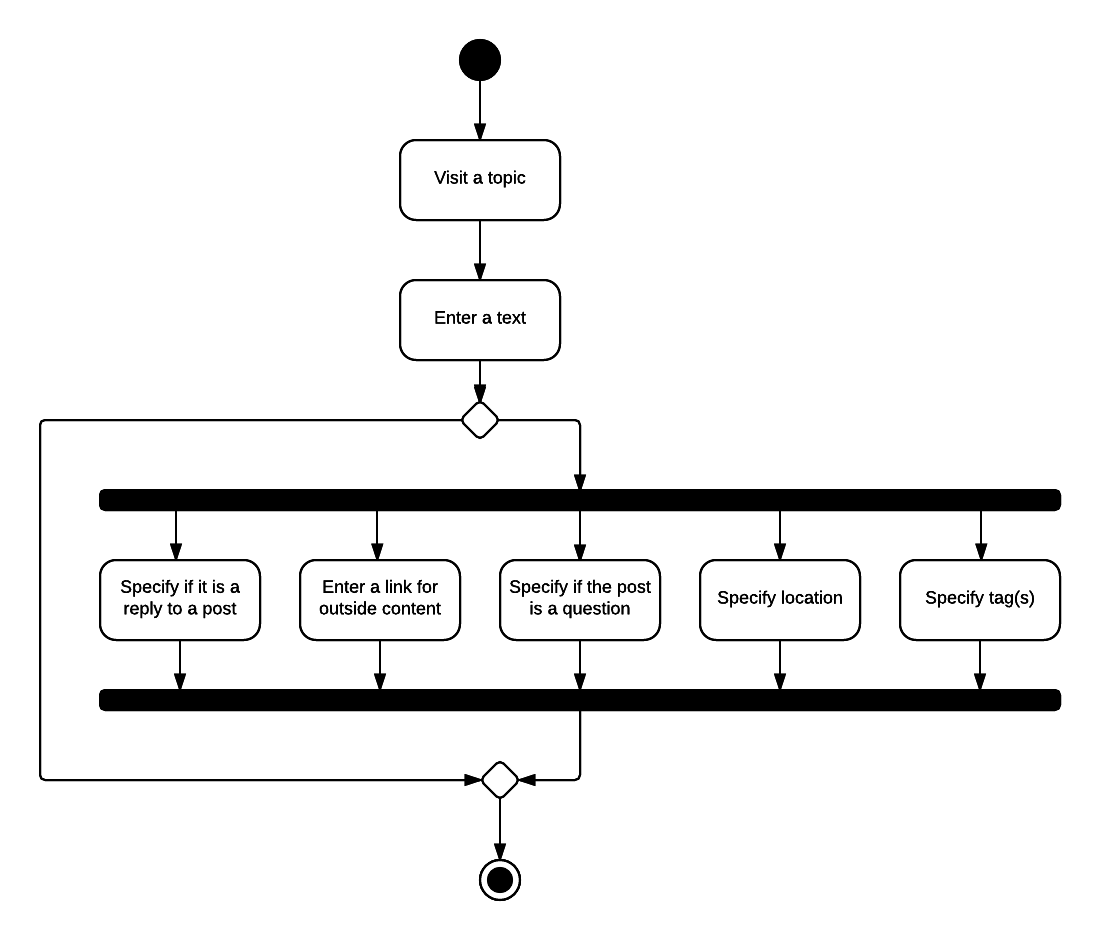 Visit a topic
Enter a text
Specify if it is a
reply to a post
Enter a link for
outside content
Specify if the post
is a question
Specify location
Specify tag(s)